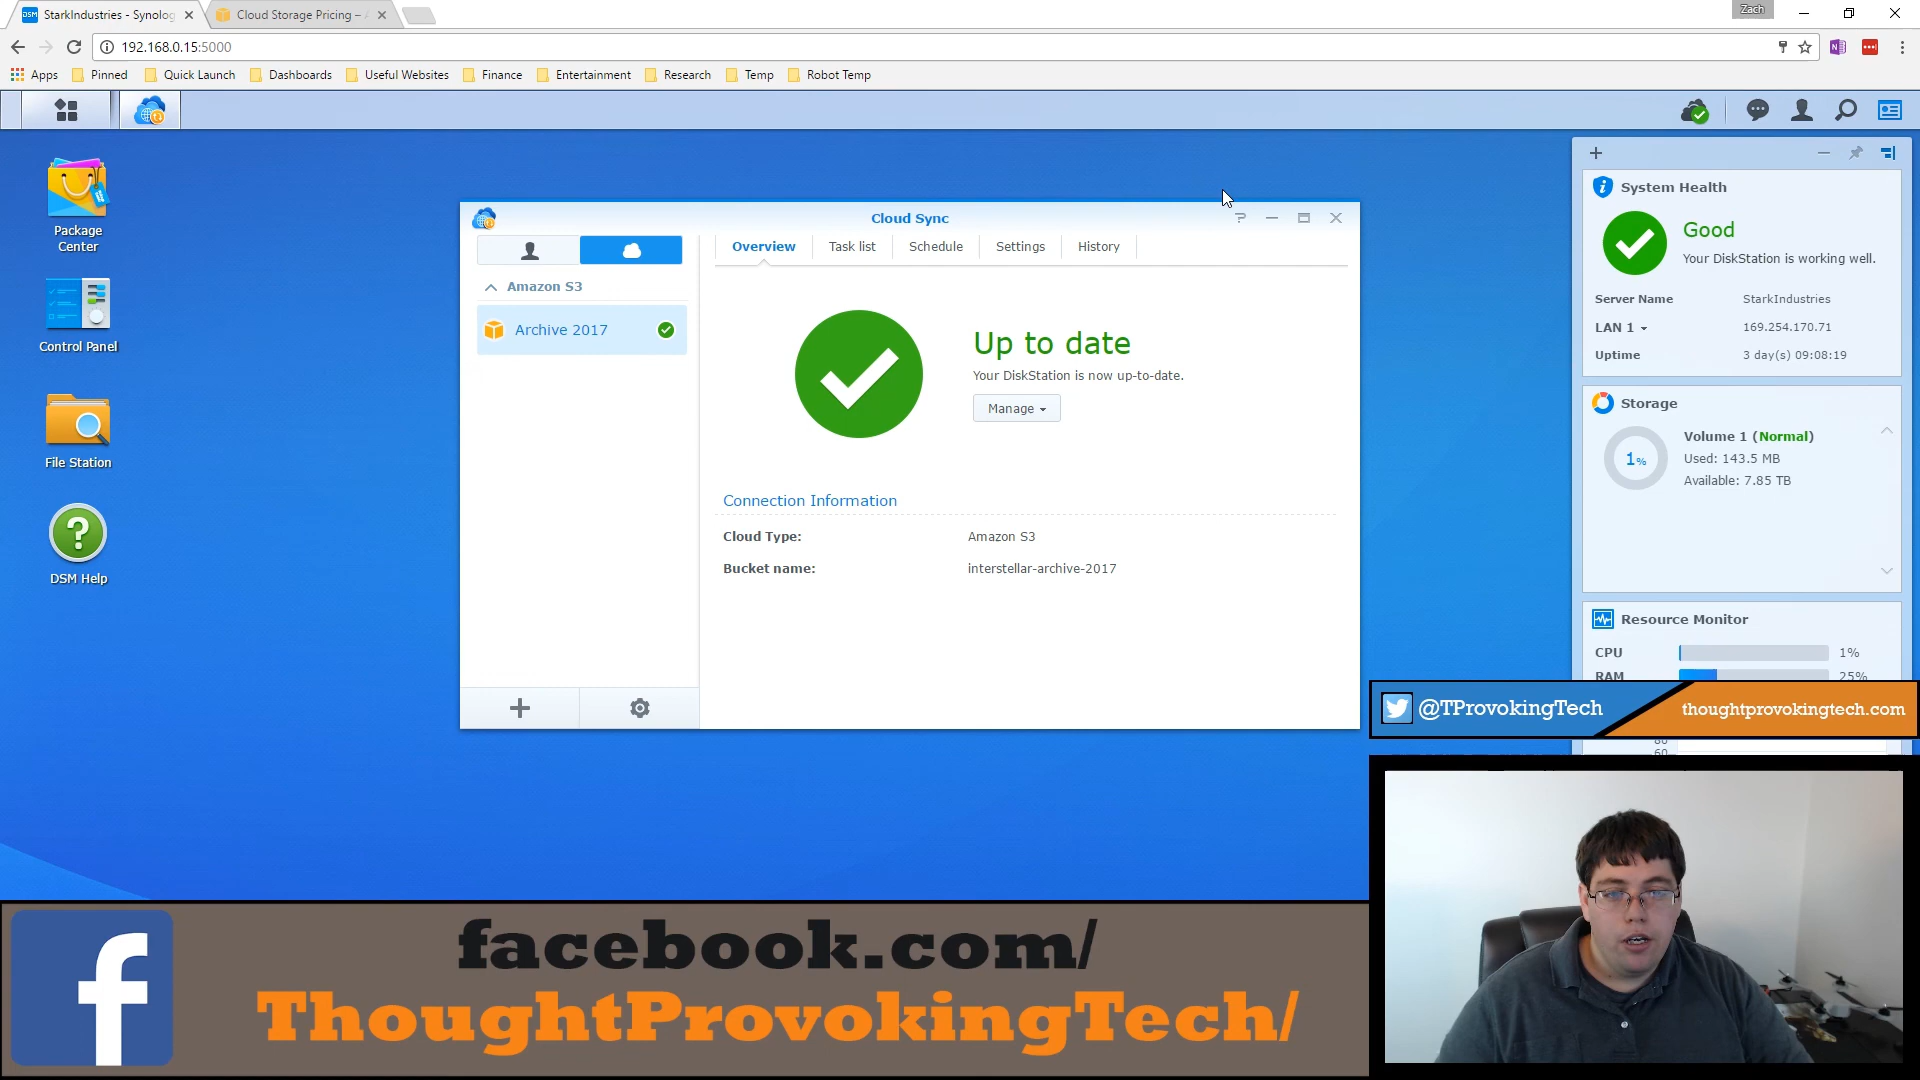 StarkIndustries - Synolog
Cloud Storage Pricing –
Zach
192.168.0.15:5000
Apps
Pinned
Quick Launch
Dashboards
Useful Websites
Finance
Entertainment
Research
Temp
Robot Temp
Package
Center
Control Panel
File Station
DSM Help
Cloud Sync
Amazon S3
Archive 2017
Overview
Task list
Schedule
Settings
History
Up to date
Your DiskStation is now up-to-date.
Manage
Connection Information
Cloud Type: Amazon S3
Bucket name: interstellar-archive-2017
System Health
Good
Your DiskStation is working well.
Server Name StarkIndustries
LAN 1 169.254.170.71
Uptime 3 day(s) 09:08:19
Storage
1%
Volume 1 (Normal)
Used: 143.5 MB
Available: 7.85 TB
Resource Monitor
CPU 1%
RAM 25%
@TProvokingTech
thoughtprovokingtech.com
80
60
facebook.com/
ThoughtProvokingTech/